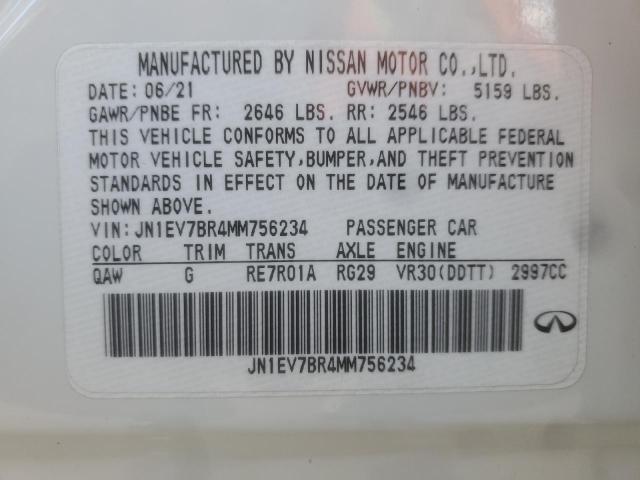 MANUFACTURED BY NISSAN MOTOR CO.,LTD.
DATE: 06/21 GVWR/PNBV: 5159 LBS.
GAWR/PNBE FR: 2646 LBS. RR: 2546 LBS.
THIS VEHICLE CONFORMS TO ALL APPLICABLE FEDERAL
MOTOR VEHICLE SAFETY,BUMPER,AND THEFT PREVENTION
STANDARDS IN EFFECT ON THE DATE OF MANUFACTURE
SHOWN ABOVE.
VIN:JN1EV7BR4MM756234 PASSENGER CAR
COLOR TRIM TRANS AXLE ENGINE
QAW G RE7R01A RG29 VR30(DDTT) 2997CC
JN1EV7BR4MM756234